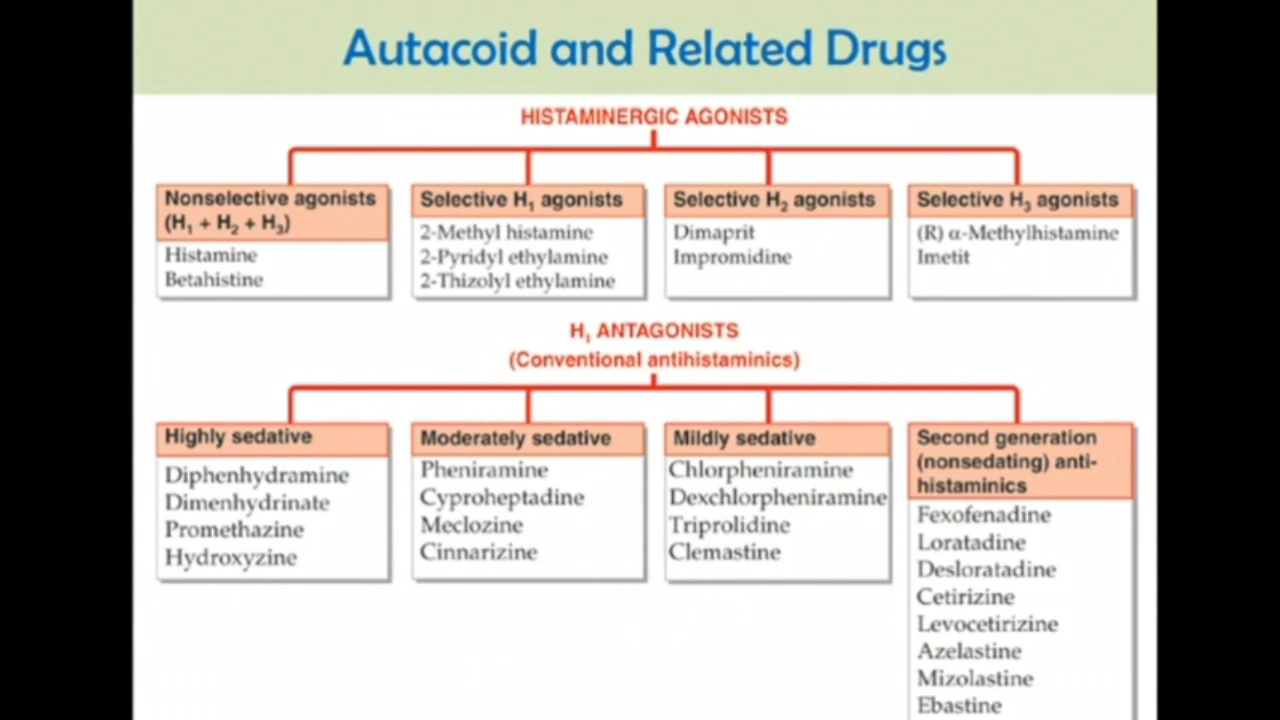 Autacoid and Related Drugs
HISTAMINERGIC AGONISTS
Nonselective agonists
(H₁ + H₂ + H₃)
Histamine
Betahistine
Selective H₁ agonists
2-Methyl histamine
2-Pyridyl ethylamine
2-Thizolyl ethylamine
Selective H₂ agonists
Dimaprit
Impromidine
Selective H₃ agonists
(R) α-Methylhistamine
Imetit
H₁ ANTAGONISTS
(Conventional antihistaminics)
Highly sedative
Diphenhydramine
Dimenhydrinate
Promethazine
Hydroxyzine
Moderately sedative
Pheniramine
Cyproheptadine
Meclozine
Cinnarizine
Mildly sedative
Chlorpheniramine
Dexchlorpheniramine
Triprolidine
Clemastine
Second generation
(nonsedating) anti-
histaminics
Fexofenadine
Loratadine
Desloratadine
Cetirizine
Levocetirizine
Azelastine
Mizolastine
Ebastine